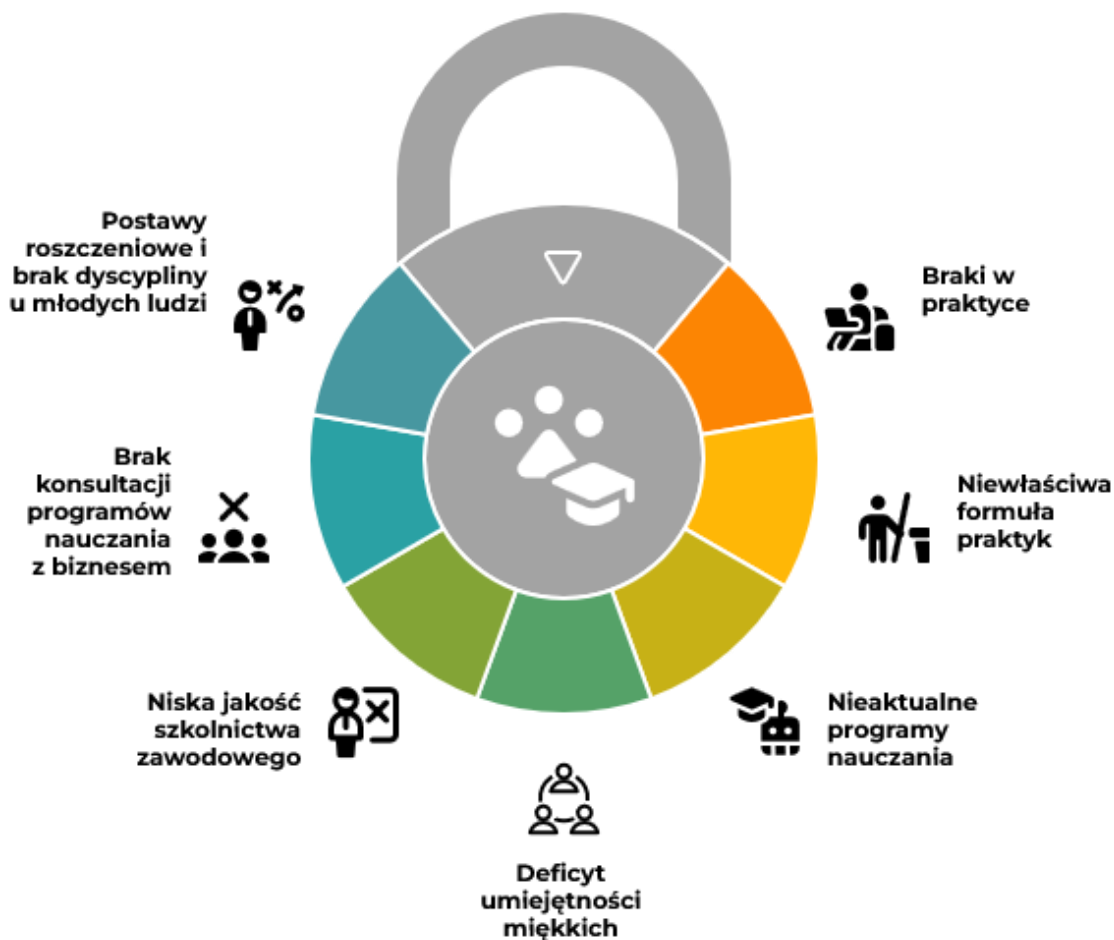 Postawy
roszczeniowe i
brak dyscypliny
u młodych ludzi
Braki w
praktyce
Brak
konsultacji
programów
nauczania
z biznesem
Niewłaściwa
formuła
praktyk
Niska jakość
szkolnictwa
zawodowego
Nieaktualne
programy
nauczania
Deficyt
umiejętności
miękkich